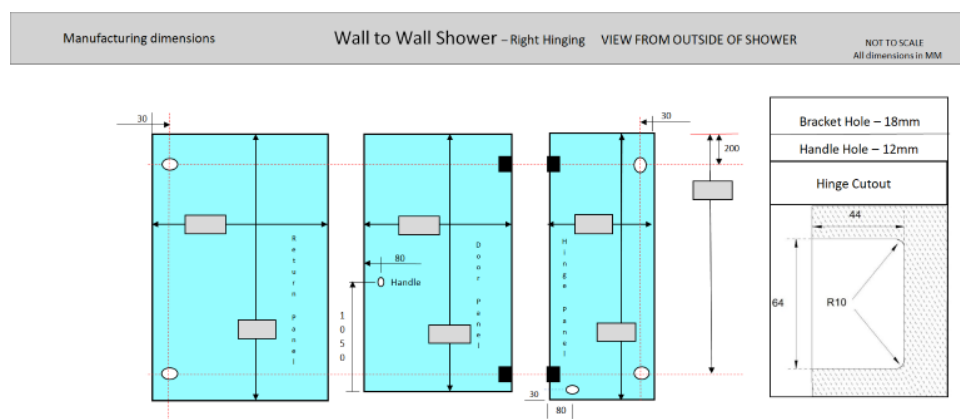 Manufacturing dimensions
Wall to Wall Shower – Right Hinging VIEW FROM OUTSIDE OF SHOWER
NOT TO SCALE
All dimensions in MM
30
30
200
Bracket Hole – 18mm
Handle Hole – 12mm
Hinge Cutout
44
64
R10
Return Panel
80
Handle
1050
Door Panel
Hinge Panel
30
80